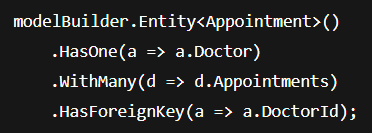 modelBuilder.Entity<Appointment>()
    .HasOne(a => a.Doctor)
    .WithMany(d => d.Appointments)
    .HasForeignKey(a => a.DoctorId);